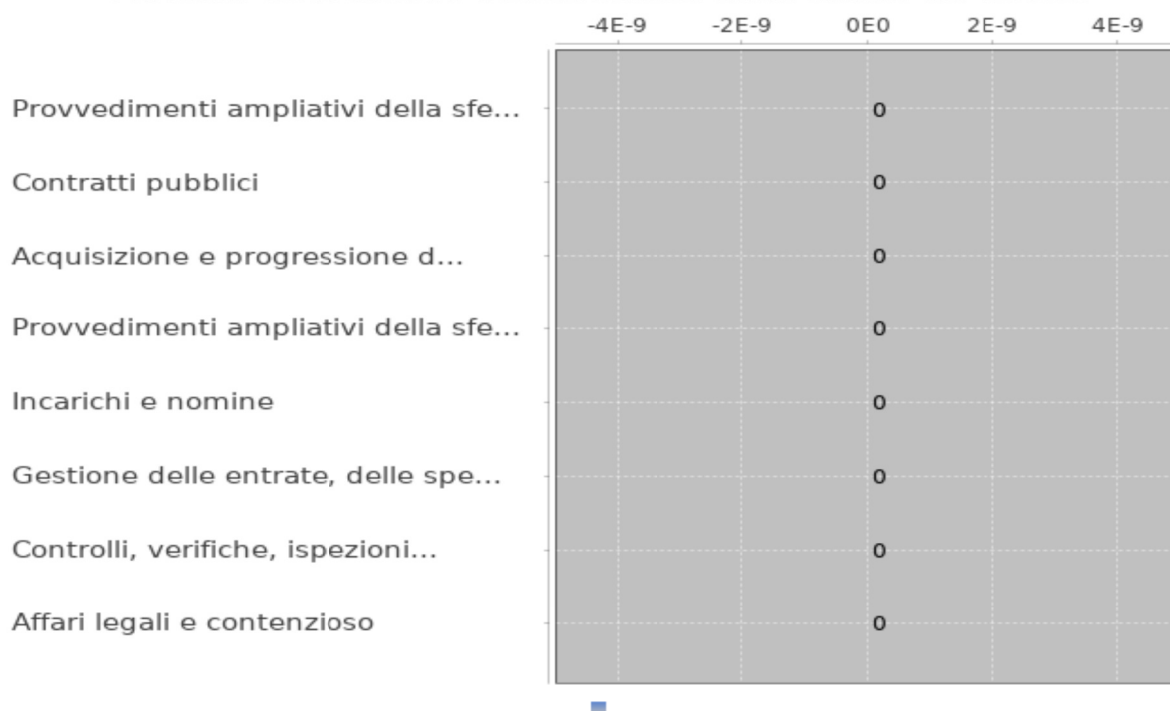 -4E-9 -2E-9 0E0 2E-9 4E-9
Provvedimenti ampliativi della sfe... 0
Contratti pubblici 0
Acquisizione e progressione d... 0
Provvedimenti ampliativi della sfe... 0
Incarichi e nomine 0
Gestione delle entrate, delle spe... 0
Controlli, verifiche, ispezioni... 0
Affari legali e contenzioso 0